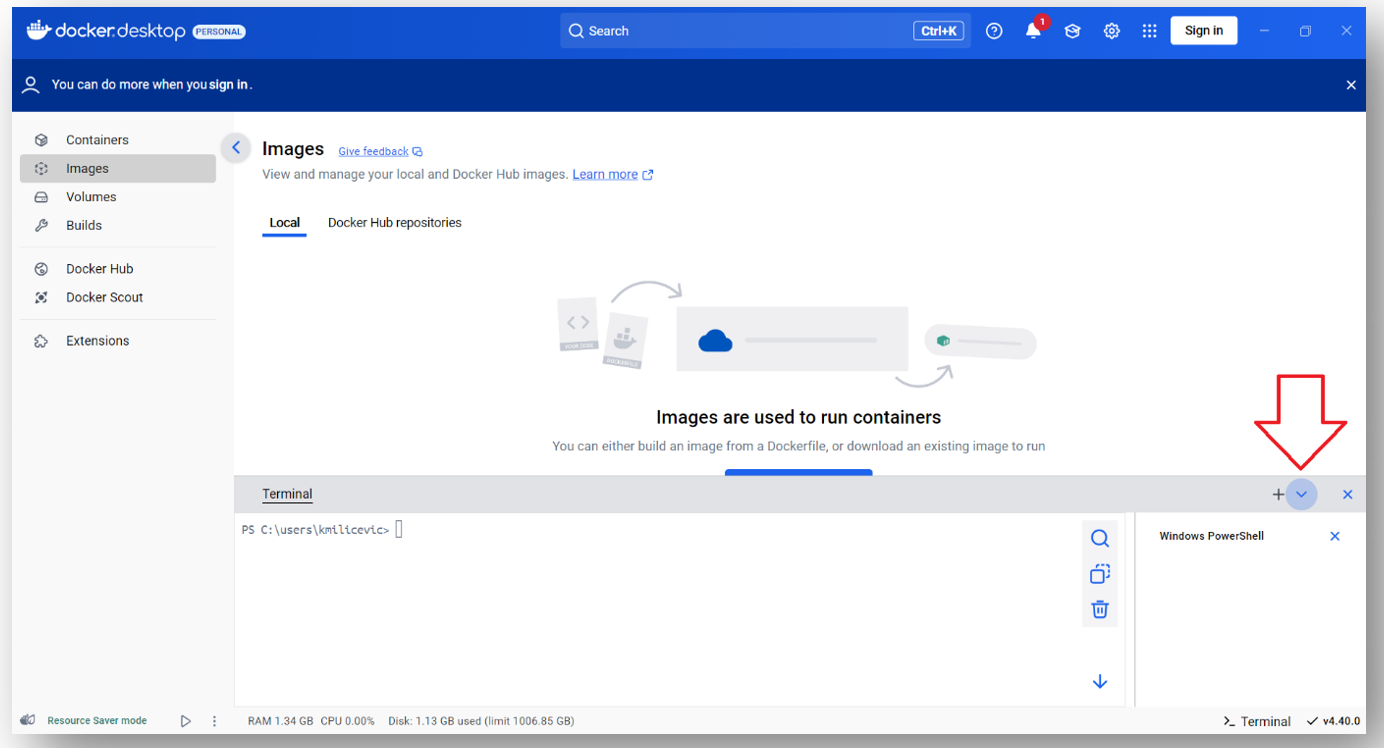 docker.desktop PERSONAL
Search
Ctrl+K
1
Sign in
You can do more when you sign in.
Containers
Images
Volumes
Builds
Docker Hub
Docker Scout
Extensions
Images Give feedback
View and manage your local and Docker Hub images. Learn more
Local Docker Hub repositories
YOUR CODE
DOCKERFILE
Images are used to run containers
You can either build an image from a Dockerfile, or download an existing image to run
Terminal
PS C:\users\kmilicevic>
Windows PowerShell
Resource Saver mode
RAM 1.34 GB CPU 0.00% Disk: 1.13 GB used (limit 1006.85 GB)
Terminal
v4.40.0